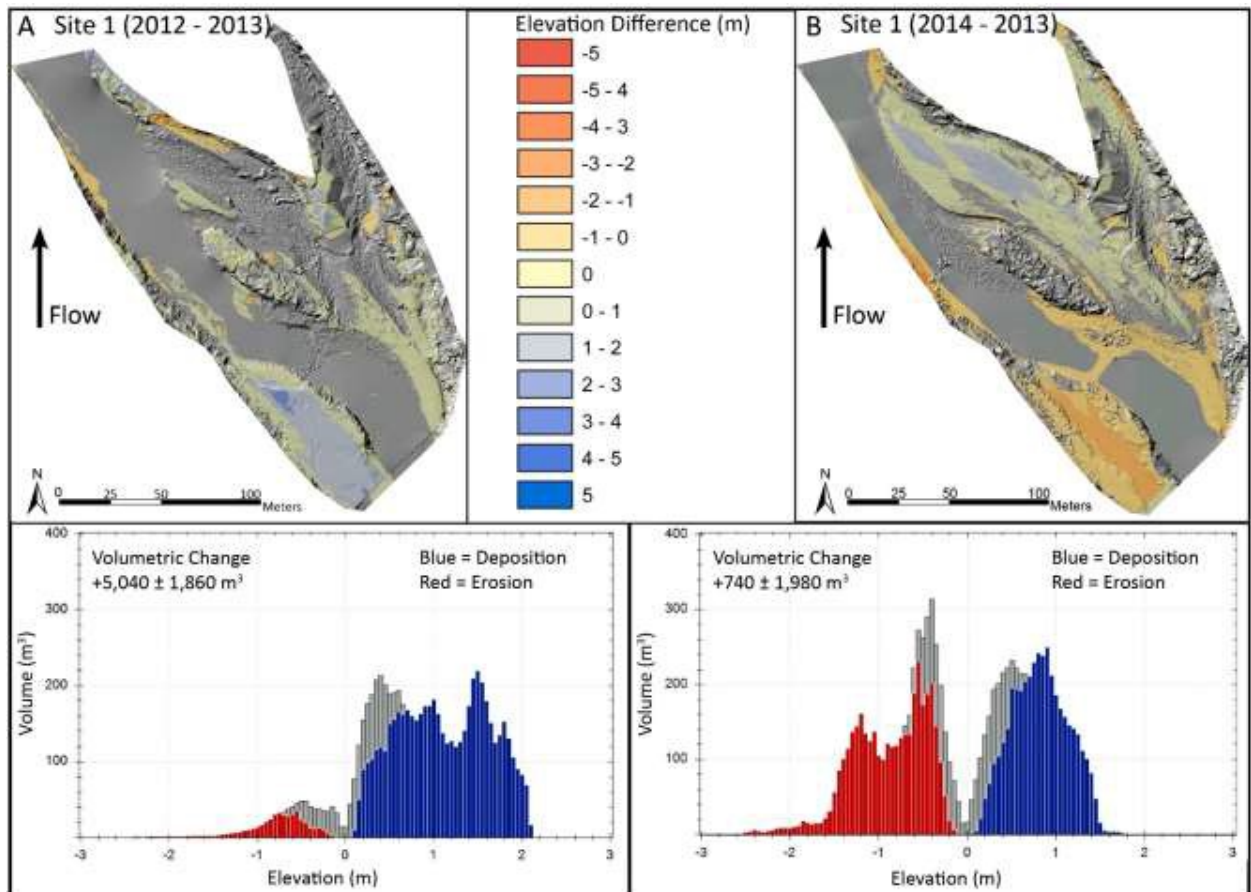 A Site 1 (2012 - 2013)
Elevation Difference (m)
-5
-5 - 4
-4 - 3
-3 - -2
-2 - -1
-1 - 0
0
0 - 1
1 - 2
2 - 3
3 - 4
4 - 5
5
B Site 1 (2014 - 2013)
Flow
N
0 25 50 100
Meters
Flow
N
0 25 50 100
Meters
400
300
200
100
Volume (m³)
Volumetric Change
+5,040 ± 1,860 m³
Blue = Deposition
Red = Erosion
-3 -2 -1 0 1 2 3
Elevation (m)
400
300
200
100
Volume (m³)
Volumetric Change
+740 ± 1,980 m³
Blue = Deposition
Red = Erosion
-3 -2 -1 0 1 2 3
Elevation (m)